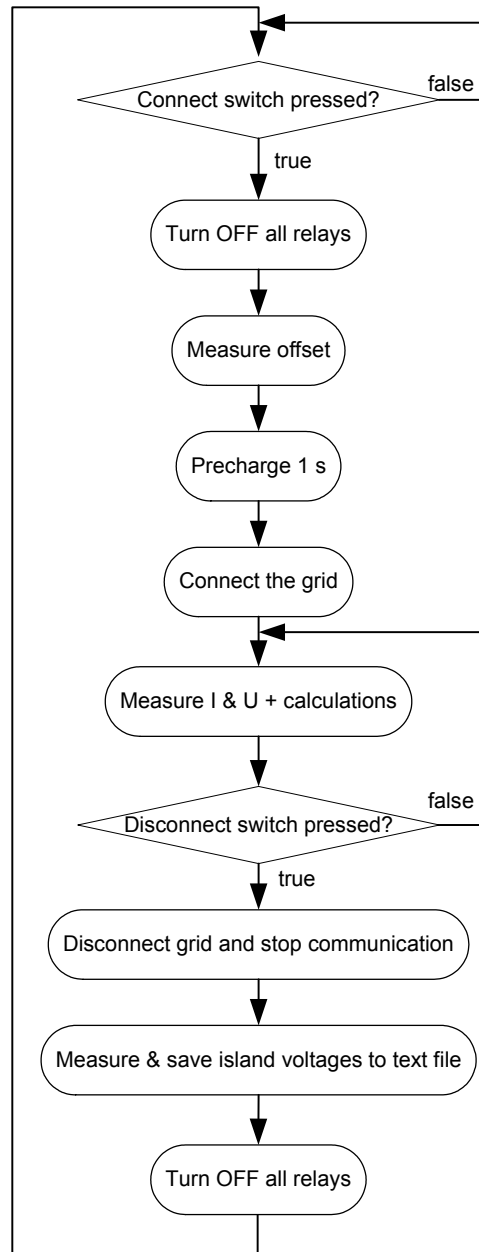 Connect switch pressed?
false
true
Turn OFF all relays
Measure offset
Precharge 1 s
Connect the grid
Measure I & U + calculations
false
Disconnect switch pressed?
true
Disconnect grid and stop communication
Measure & save island voltages to text file
Turn OFF all relays